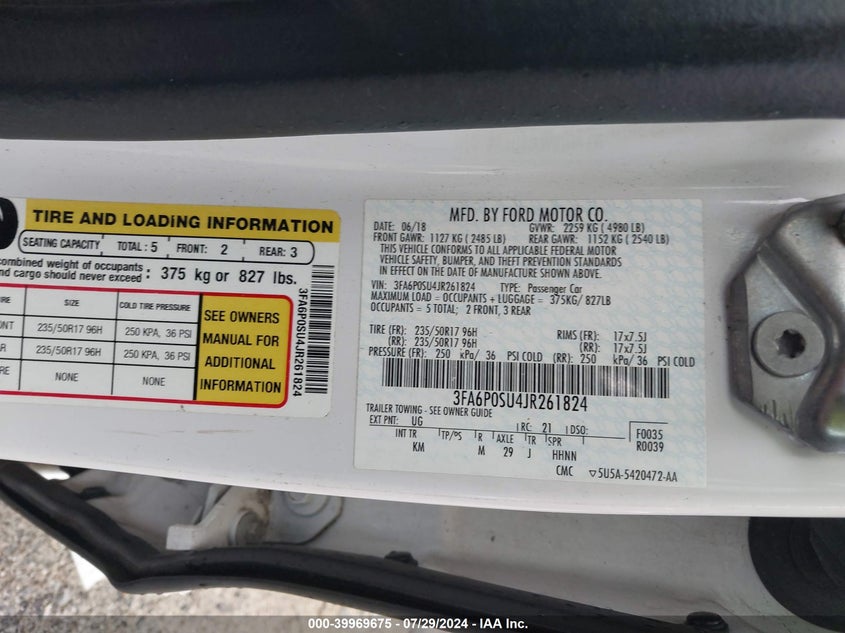 TIRE AND LOADING INFORMATION
SEATING CAPACITY TOTAL : 5 FRONT: 2 REAR: 3
combined weight of occupants
and cargo should never exceed : 375 kg or 827 lbs.
SIZE COLD TIRE PRESSURE
235/50R17 96H 250 KPA, 36 PSI
235/50R17 96H 250 KPA, 36 PSI
NONE NONE
SEE OWNERS
MANUAL FOR
ADDITIONAL
INFORMATION
3FA6P0SU4JR261824
MFD. BY FORD MOTOR CO.
DATE: 06/18 GVWR: 2259 KG ( 4980 LB)
FRONT GAWR: 1127 KG ( 2485 LB) REAR GAWR: 1152 KG ( 2540 LB)
THIS VEHICLE CONFORMS TO ALL APPLICABLE FEDERAL MOTOR
VEHICLE SAFETY, BUMPER, AND THEFT PREVENTION STANDARDS
IN EFFECT ON THE DATE OF MANUFACTURE SHOWN ABOVE.
VIN: 3FA6P0SU4JR261824 TYPE: Passenger Car
MAXIMUM LOAD = OCCUPANTS + LUGGAGE = 375KG/ 827LB
OCCUPANTS = 5 TOTAL; 2 FRONT, 3 REAR
TIRE (FR): 235/50R17 96H RIMS (FR): 17x7.5J
(RR): 235/50R17 96H (RR): 17x7.5J
PRESSURE (FR): 250 kPa/ 36 PSI COLD (RR): 250 kPa/36 PSI COLD
3FA6P0SU4JR261824
TRAILER TOWING - SEE OWNER GUIDE
EXT PNT: UG RC: 21 DSO: F0035
R0039
INT TR TP/PS R AXLE TR SPR
KM M 29 J HHNN
CMC 5U5A-5420472-AA
000-39969675 / 07/29/2024 / IAA Inc.